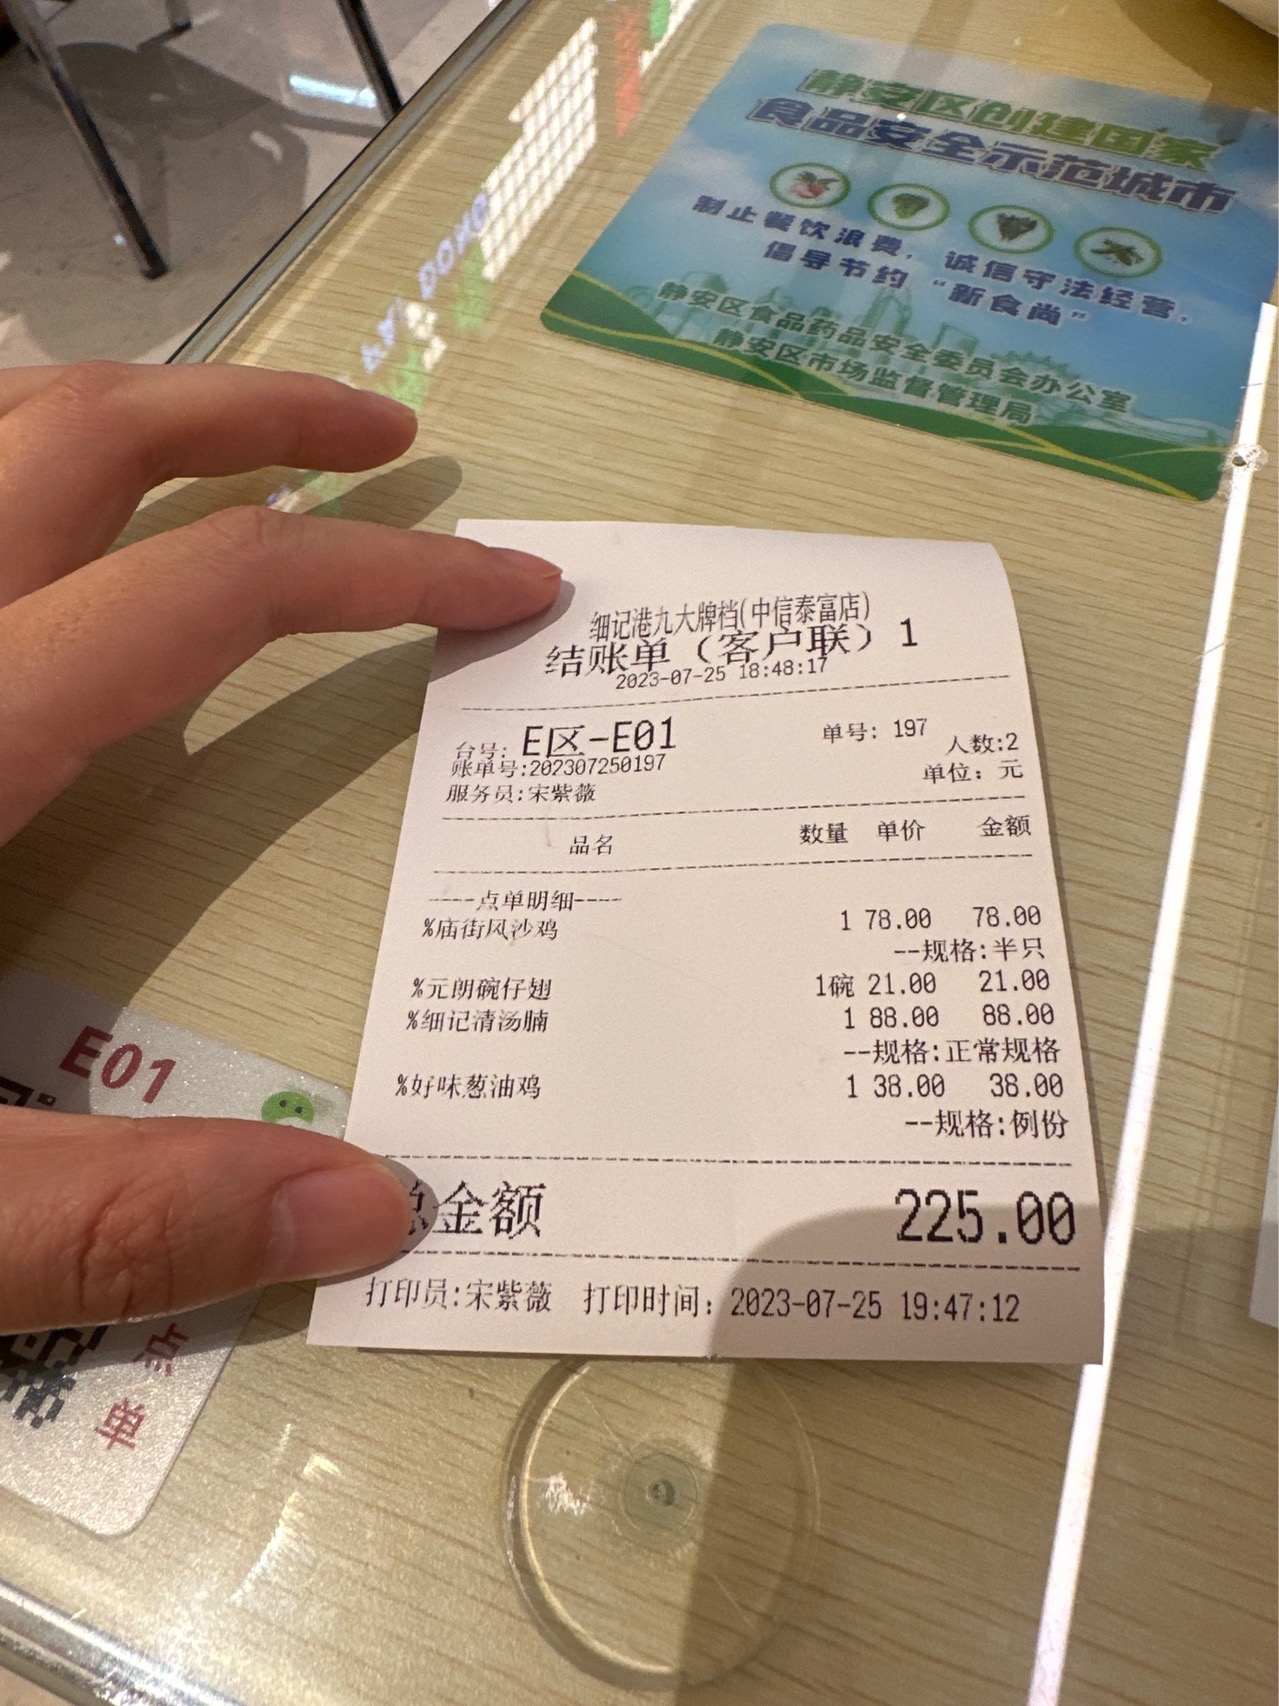 静安区创建国家
食品安全示范城市
制止餐饮浪费，诚信守法经营，
倡导节约“新食尚”
静安区食品药品安全委员会办公室
静安区市场监督管理局
细记港九大牌档(中信泰富店)
结账单（客户联）1
2023-07-25 18:48:17
台号: E区-E01 单号: 197
账单号:202307250197 人数:2
服务员:宋紫薇 单位: 元
品名 数量 单价 金额
----点单明细----
%庙街风沙鸡 1 78.00 78.00
--规格:半只
%元朗碗仔翅 1碗 21.00 21.00
%细记清汤腩 1 88.00 88.00
--规格:正常规格
%好味葱油鸡 1 38.00 38.00
--规格:例份
总金额 225.00
打印员:宋紫薇 打印时间: 2023-07-25 19:47:12
E01
点
单